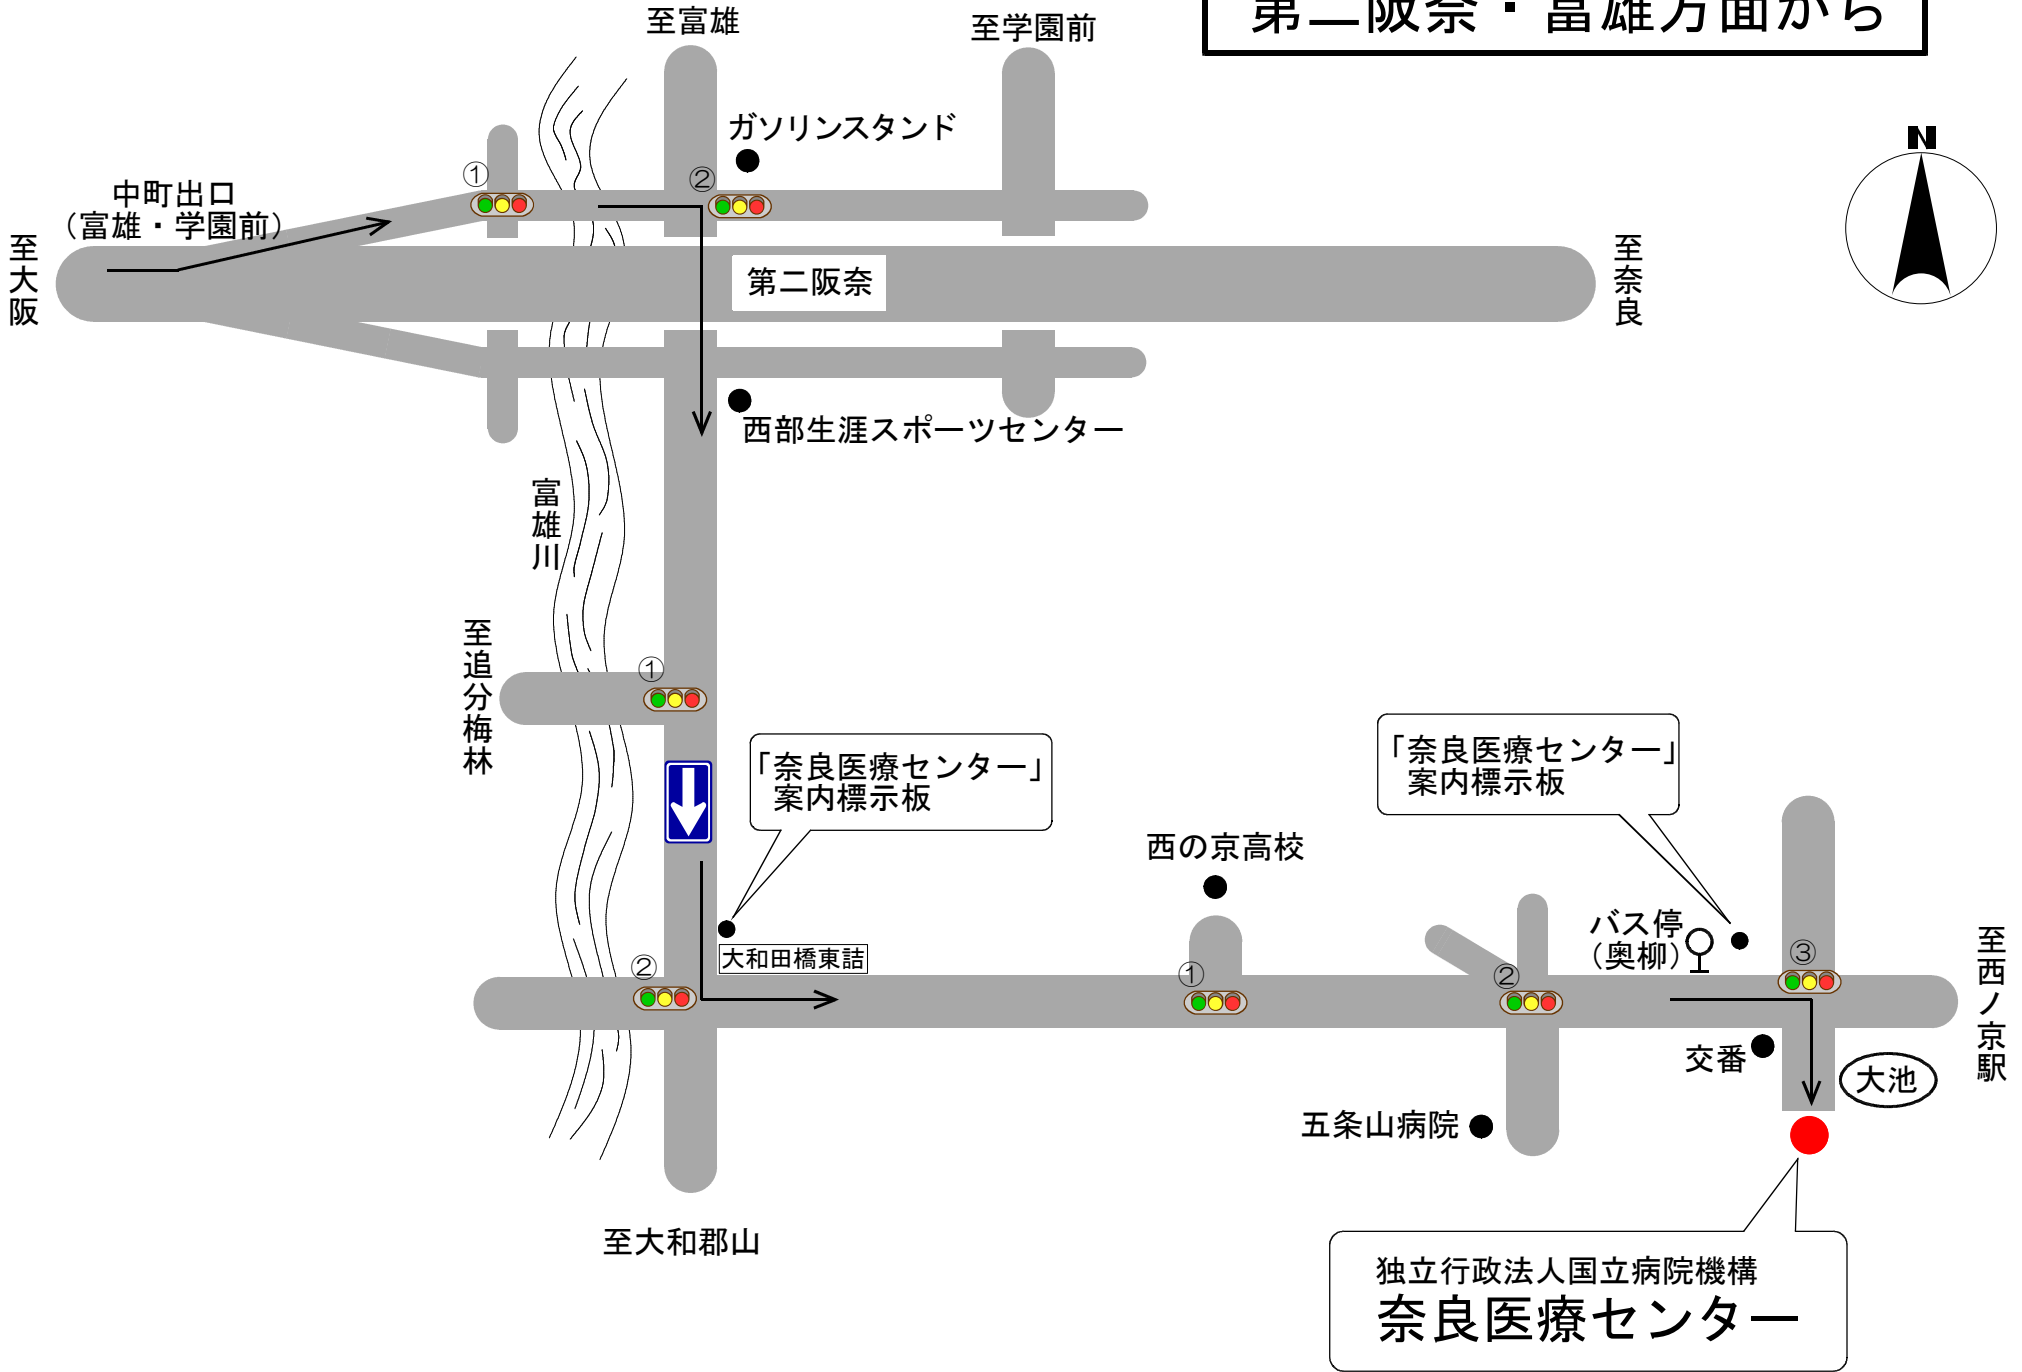 第二阪奈・富雄方面から
至富雄
至学園前
N
ガソリンスタンド
①
②
中町出口
（富雄・学園前）
至大阪
第二阪奈
至奈良
西部生涯スポーツセンター
富雄川
至追分梅林
①
「奈良医療センター」
案内標示板
「奈良医療センター」
案内標示板
西の京高校
バス停
（奥柳）
大和田橋東詰
②
①
②
③
至西ノ京駅
交番
大池
五条山病院
至大和郡山
独立行政法人国立病院機構
奈良医療センター